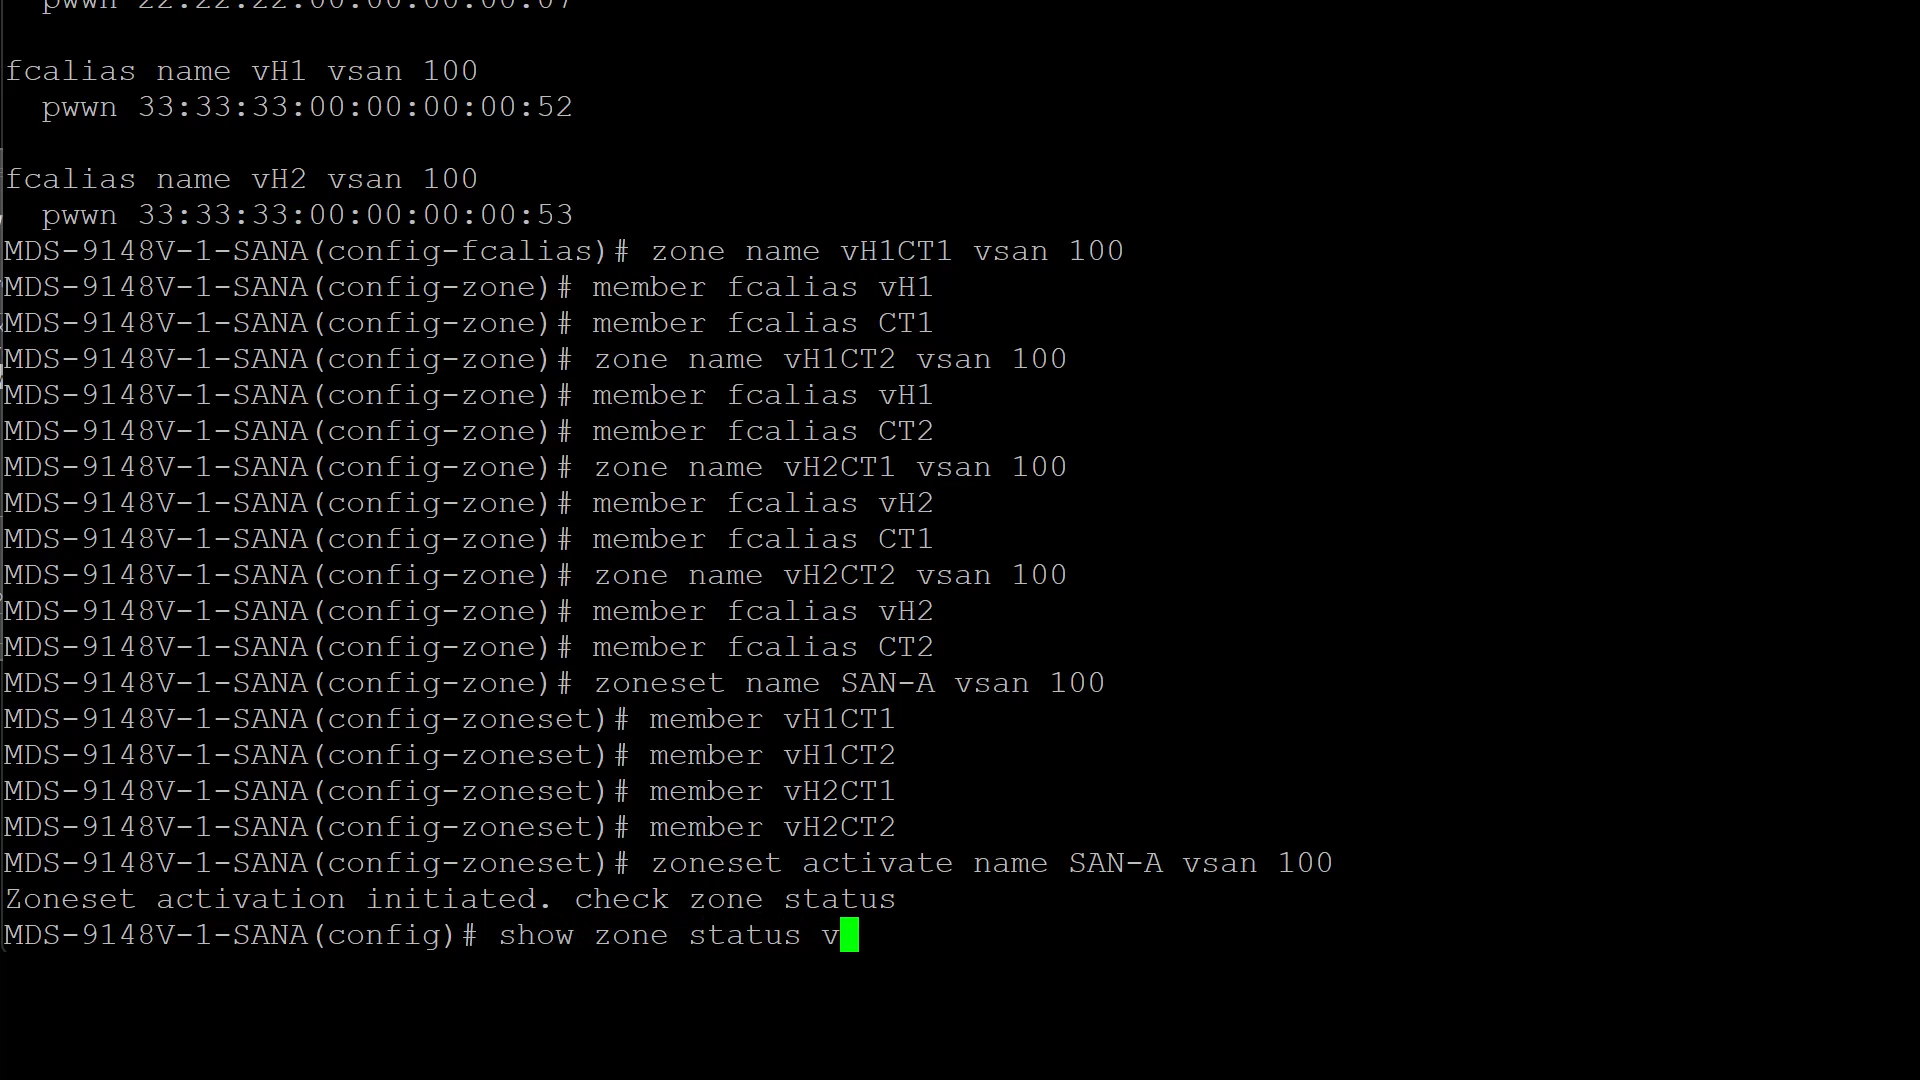 pwwn 22:22:22:00:00:00:00:07
fcalias name vH1 vsan 100
pwwn 33:33:33:00:00:00:00:52
fcalias name vH2 vsan 100
pwwn 33:33:33:00:00:00:00:53
MDS-9148V-1-SANA(config-fcalias)# zone name vH1CT1 vsan 100
MDS-9148V-1-SANA(config-zone)# member fcalias vH1
MDS-9148V-1-SANA(config-zone)# member fcalias CT1
MDS-9148V-1-SANA(config-zone)# zone name vH1CT2 vsan 100
MDS-9148V-1-SANA(config-zone)# member fcalias vH1
MDS-9148V-1-SANA(config-zone)# member fcalias CT2
MDS-9148V-1-SANA(config-zone)# zone name vH2CT1 vsan 100
MDS-9148V-1-SANA(config-zone)# member fcalias vH2
MDS-9148V-1-SANA(config-zone)# member fcalias CT1
MDS-9148V-1-SANA(config-zone)# zone name vH2CT2 vsan 100
MDS-9148V-1-SANA(config-zone)# member fcalias vH2
MDS-9148V-1-SANA(config-zone)# member fcalias CT2
MDS-9148V-1-SANA(config-zone)# zoneset name SAN-A vsan 100
MDS-9148V-1-SANA(config-zoneset)# member vH1CT1
MDS-9148V-1-SANA(config-zoneset)# member vH1CT2
MDS-9148V-1-SANA(config-zoneset)# member vH2CT1
MDS-9148V-1-SANA(config-zoneset)# member vH2CT2
MDS-9148V-1-SANA(config-zoneset)# zoneset activate name SAN-A vsan 100
Zoneset activation initiated. check zone status
MDS-9148V-1-SANA(config)# show zone status v